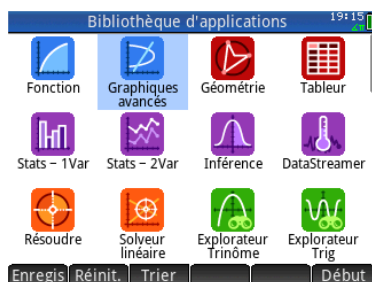 Bibliothèque d'applications 19:15
Fonction Graphiques avancés Géométrie Tableur
Stats – 1Var Stats – 2Var Inférence DataStreamer
Résoudre Solveur linéaire Explorateur Trinôme Explorateur Trig
Enregis Réinit. Trier Début